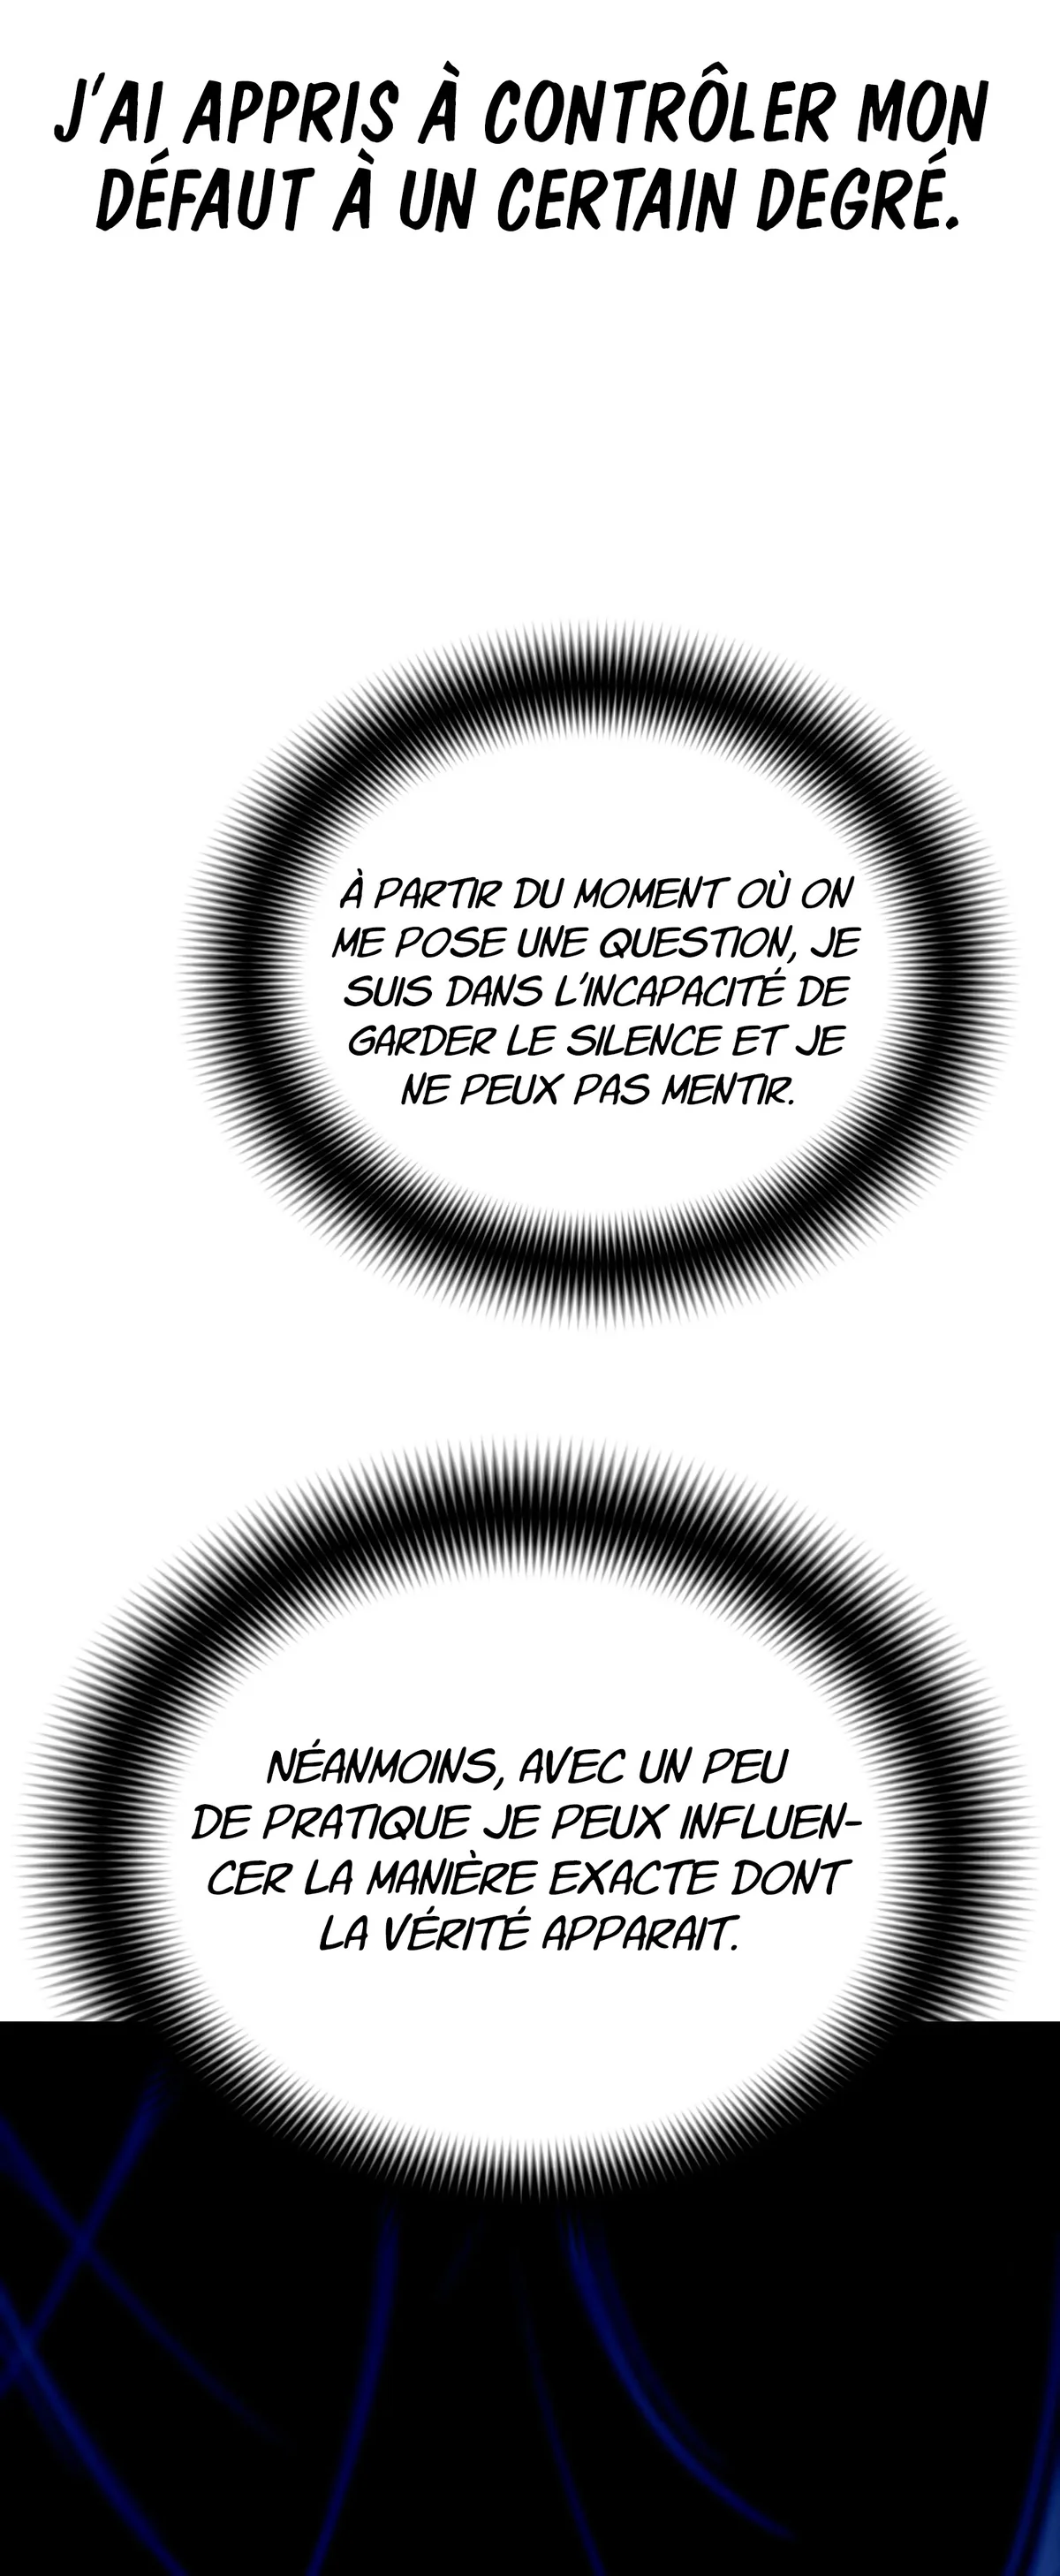 J'AI APPRIS À CONTRÔLER MON
DÉFAUT À UN CERTAIN DEGRÉ.
À PARTIR DU MOMENT OÙ ON
ME POSE UNE QUESTION, JE
SUIS DANS L'INCAPACITÉ DE
GARDER LE SILENCE ET JE
NE PEUX PAS MENTIR.
NÉANMOINS, AVEC UN PEU
DE PRATIQUE JE PEUX INFLUEN-
CER LA MANIÈRE EXACTE DONT
LA VÉRITÉ APPARAIT.